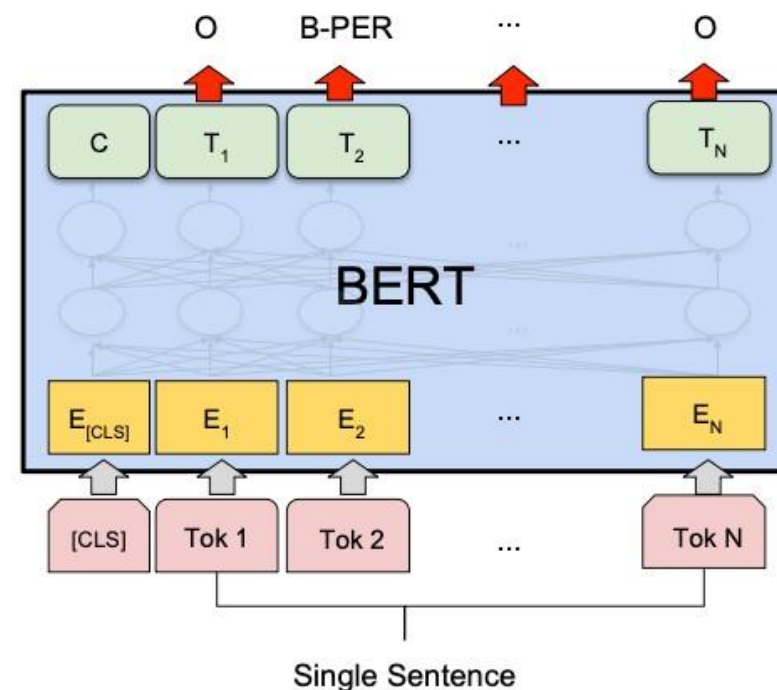 O B-PER ... O
C T1 T2 ... TN
...
BERT
...
E[CLS] E1 E2 ... EN
[CLS] Tok 1 Tok 2 ... Tok N
Single Sentence